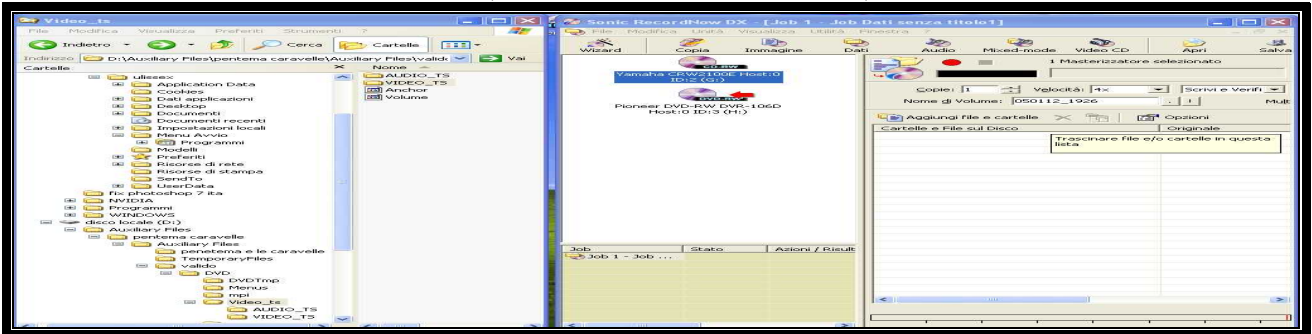 Video_ts
File Modifica Visualizza Preferiti Strumenti ?
Indietro Cerca Cartelle
Indirizzo D:\Auxiliary Files\pentema caravelle\Auxiliary Files\valido Vai
Cartelle
ulissex
Application Data
Cookies
Dati applicazioni
Desktop
Documenti
Documenti recenti
Impostazioni locali
Menu Avvio
Programmi
Modelli
Preferiti
Risorse di rete
Risorse di stampa
SendTo
UserData
fix photoshop 7 ita
NVIDIA
Programmi
WINDOWS
disco locale (D:)
Auxiliary Files
pentema caravelle
Auxiliary Files
penetema e le caravelle
TemporaryFiles
valido
DVD
DVDTmp
Menus
mpi
Video_ts
AUDIO_TS
VIDEO_TS
Nome
AUDIO_TS
VIDEO_TS
Anchor
Volume
Sonic RecordNow DX - [Job 1 - Job Dati senza titolo1]
File Modifica Unità Visualizza Utilità Finestra ?
Wizard Copia Immagine Dati Audio Mixed-mode Video CD Apri Salva
CD-RW
Yamaha CRW2100E Host:0
ID:2 (G:)
DVD-RW
Pioneer DVD-RW DVR-106D
Host:0 ID:3 (H:)
Job Stato Azioni / Risult
Job 1 - Job ...
1 Masterizzatore selezionato
Copie: 1 Velocità: 4x Scrivi e Verifi
Nome di Volume: 050112_1926 . ! Mult
Aggiungi file e cartelle Opzioni
Cartelle e File sul Disco Originale
Trascinare file e/o cartelle in questa
lista